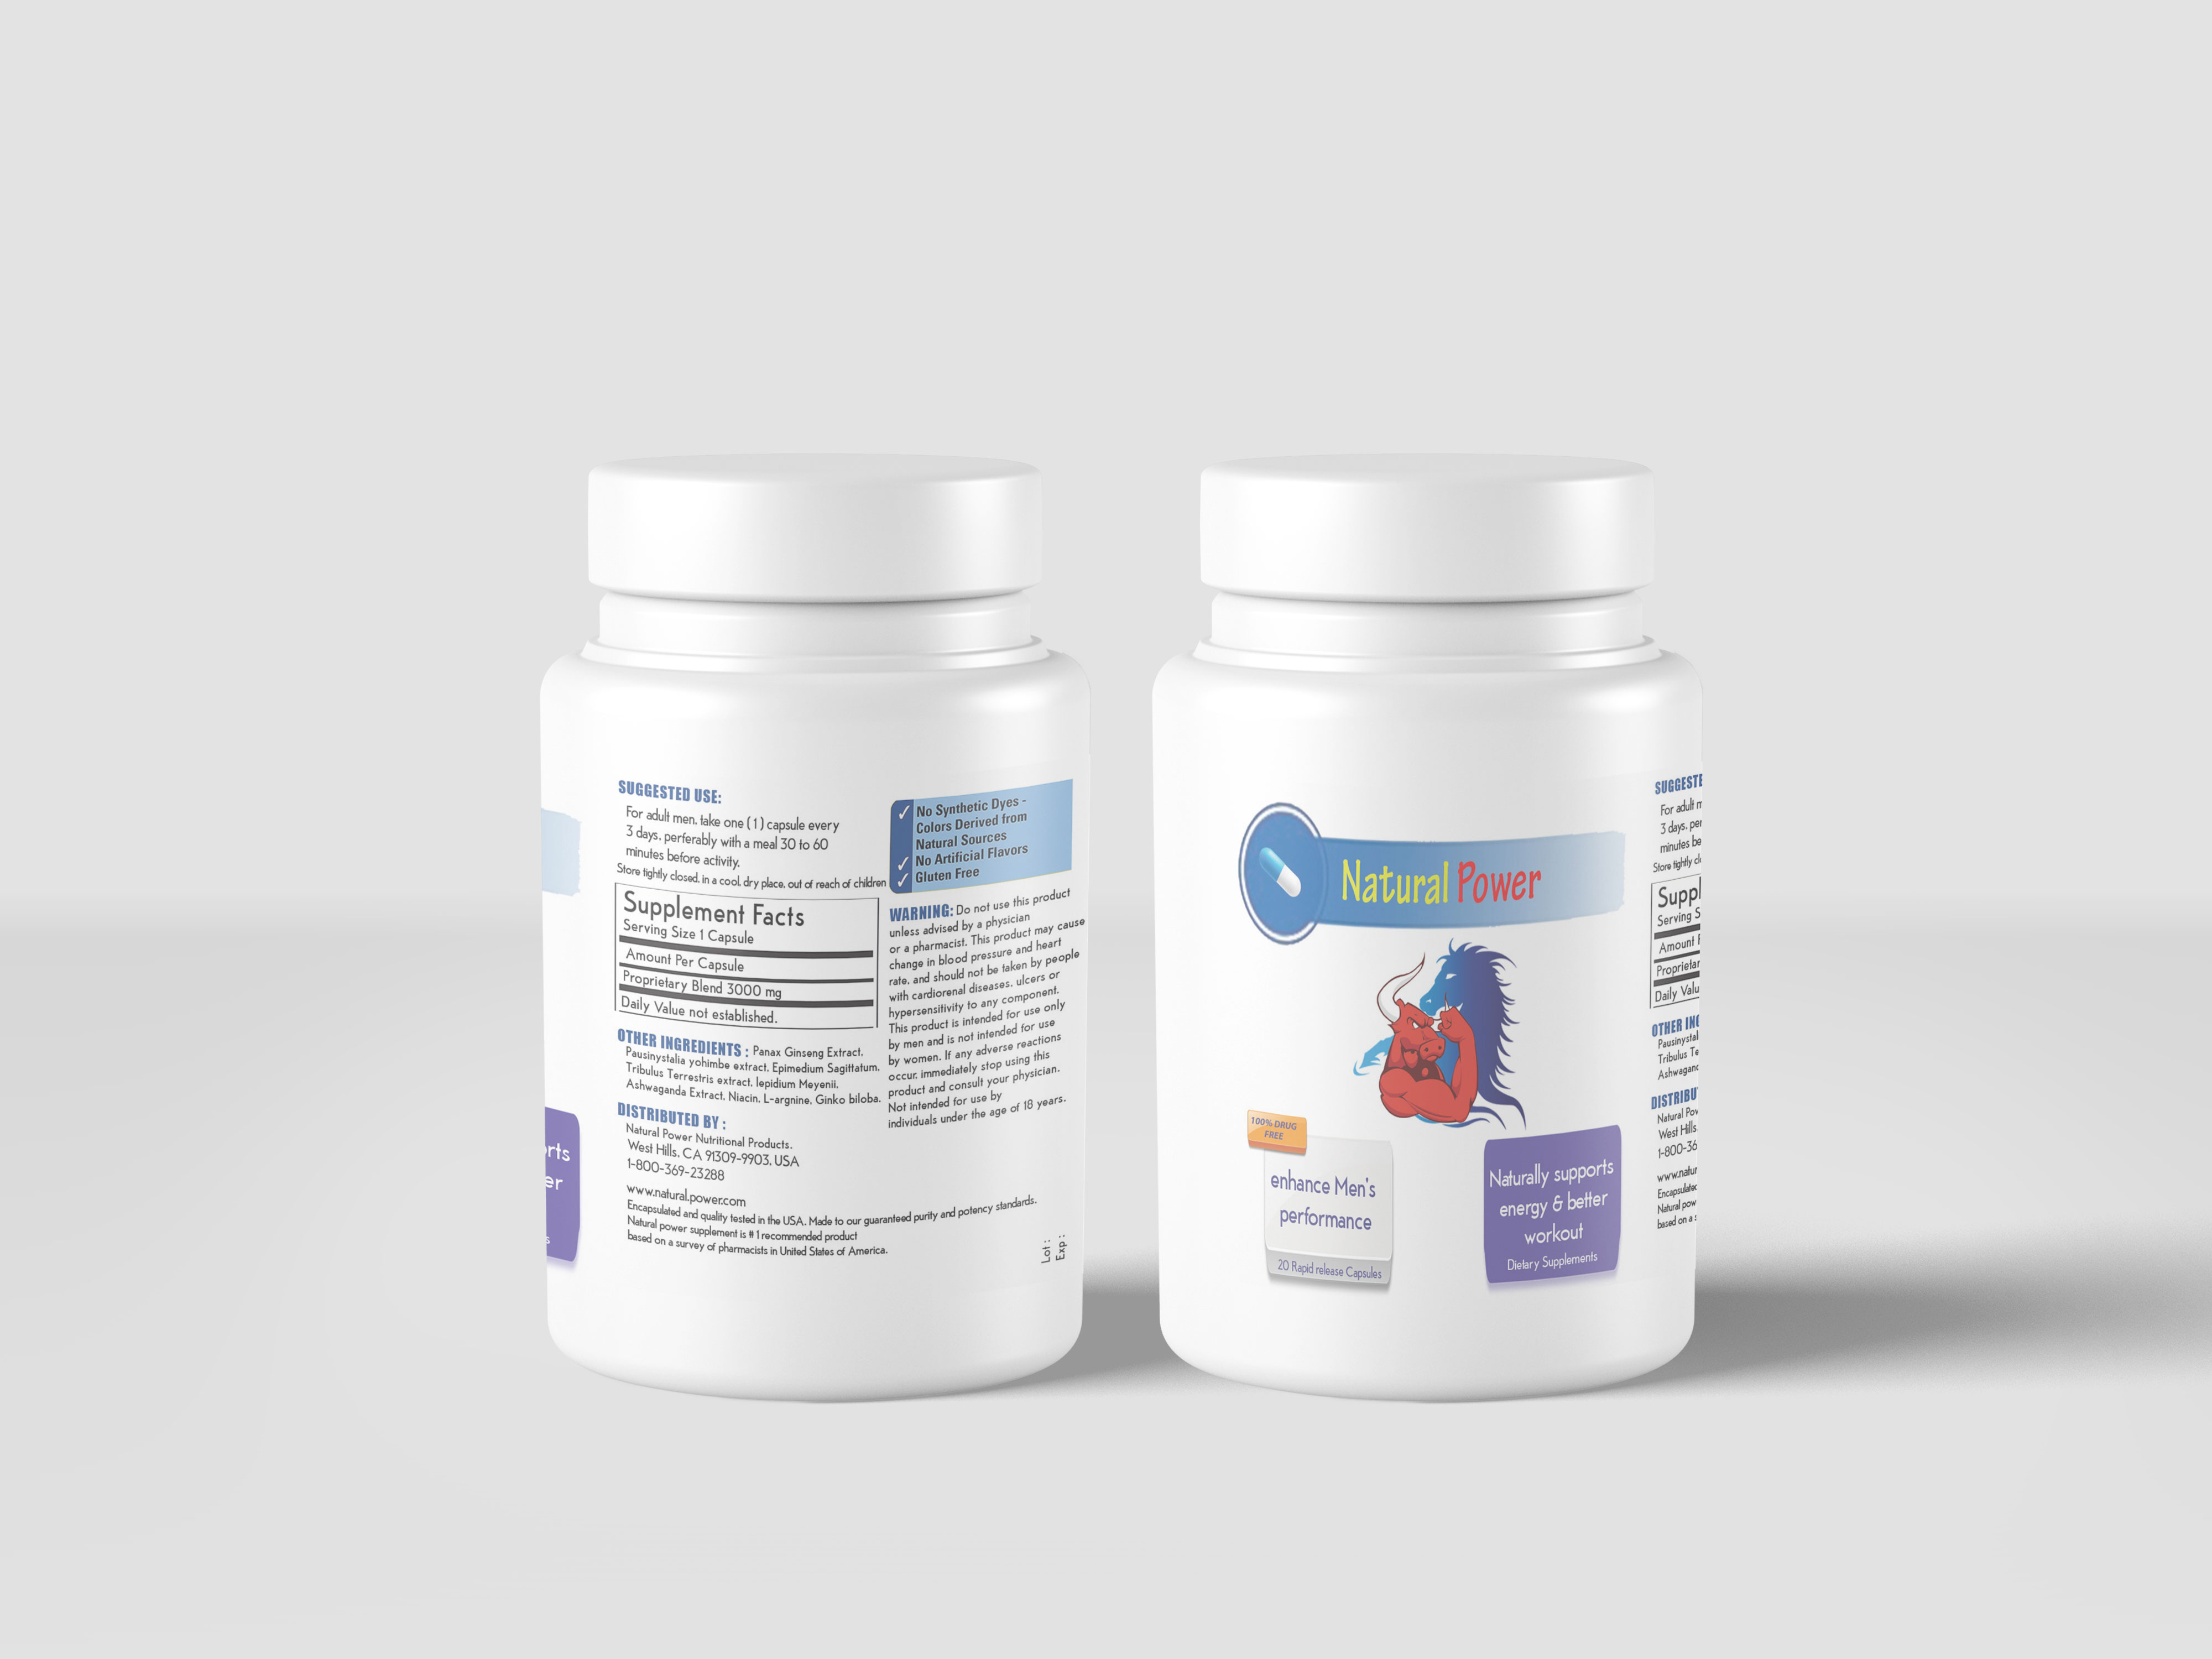 SUGGESTED USE:
For adult men, take one (1) capsule every
3 days, perferably with a meal 30 to 60
minutes before activity.
Store tightly closed, in a cool, dry place, out of reach of children
Supplement Facts
Serving Size 1 Capsule
Amount Per Capsule
Proprietary Blend 3000 mg
Daily Value not established.
OTHER INGREDIENTS : Panax Ginseng Extract,
Pausinystalia yohimbe extract, Epimedium Sagittatum,
Tribulus Terrestris extract, lepidium Meyenii,
Ashwaganda Extract, Niacin, L-argnine, Ginko biloba.
DISTRIBUTED BY :
Natural Power Nutritional Products.
West Hills, CA 91309-9903, USA
1-800-369-23288
www.natural.power.com
Encapsulated and quality tested in the USA. Made to our guaranteed purity and potency standards.
Natural power supplement is # 1 recommended product
based on a survey of pharmacists in United States of America.
✓ No Synthetic Dyes -
Colors Derived from
Natural Sources
✓ No Artificial Flavors
✓ Gluten Free
WARNING: Do not use this product
unless advised by a physician
or a pharmacist. This product may cause
change in blood pressure and heart
rate, and should not be taken by people
with cardiorenal diseases, ulcers or
hypersensitivity to any component.
This product is intended for use only
by men and is not intended for use
by women. If any adverse reactions
occur, immediately stop using this
product and consult your physician.
Not intended for use by
individuals under the age of 18 years.
Lot :
Exp :
Natural Power
100% DRUG
FREE
enhance Men's
performance
20 Rapid release Capsules
Naturally supports
energy & better
workout
Dietary Supplements